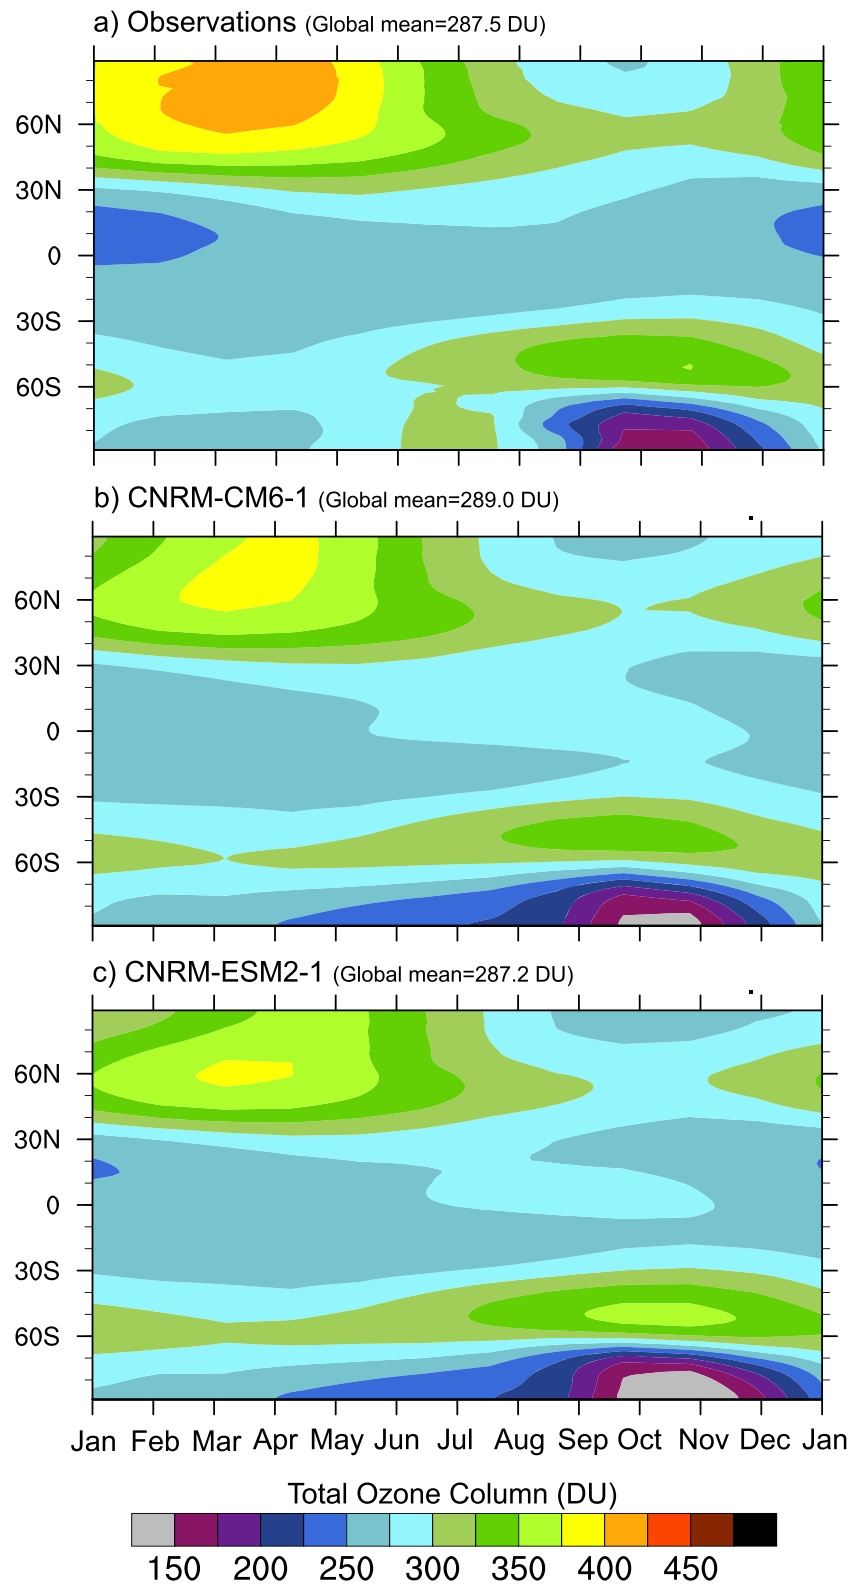 a) Observations (Global mean=287.5 DU)
60N
30N
0
30S
60S
b) CNRM-CM6-1 (Global mean=289.0 DU)
60N
30N
0
30S
60S
c) CNRM-ESM2-1 (Global mean=287.2 DU)
60N
30N
0
30S
60S
Jan Feb Mar Apr May Jun Jul Aug Sep Oct Nov Dec Jan
Total Ozone Column (DU)
150 200 250 300 350 400 450